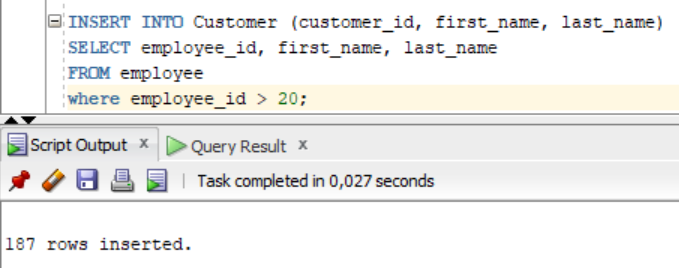 INSERT INTO Customer (customer_id, first_name, last_name)
SELECT employee_id, first_name, last_name
FROM employee
where employee_id > 20;
Script Output x Query Result x
Task completed in 0,027 seconds
187 rows inserted.